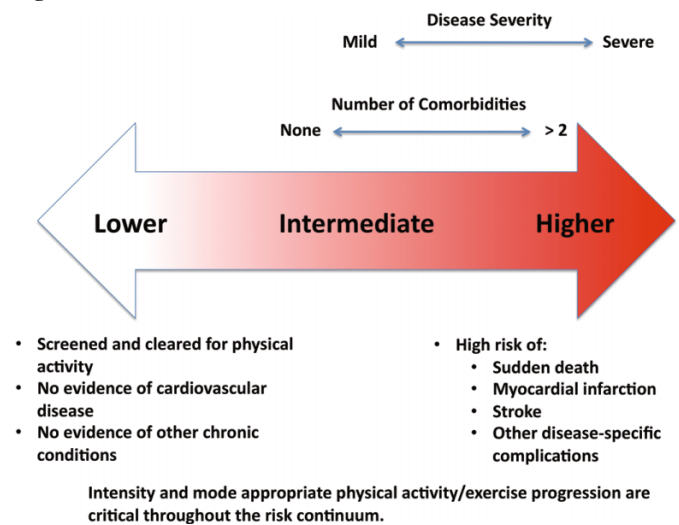 Disease Severity
Mild Severe
Number of Comorbidities
None > 2
Lower Intermediate Higher
• Screened and cleared for physical
activity
• No evidence of cardiovascular
disease
• No evidence of other chronic
conditions
• High risk of:
• Sudden death
• Myocardial infarction
• Stroke
• Other disease-specific
complications
Intensity and mode appropriate physical activity/exercise progression are
critical throughout the risk continuum.